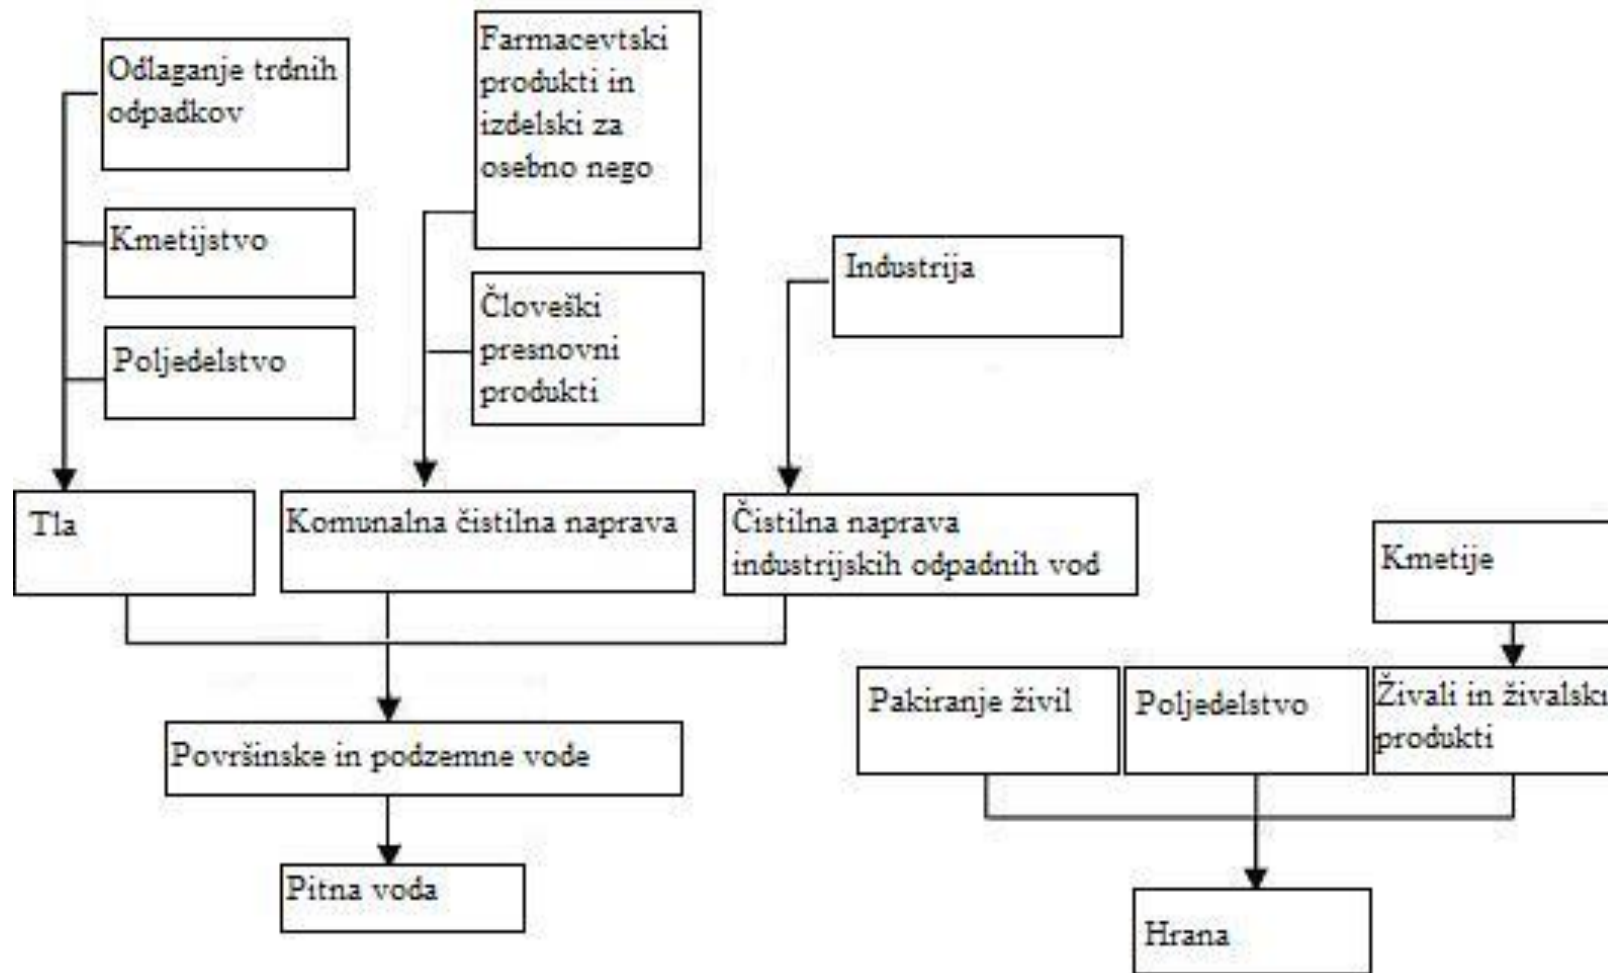 Odlaganje trdnih
odpadkov
Kmetijstvo
Poljedelstvo
Farmacevtski
produkti in
izdelski za
osebno nego
Človeški
presnovni
produkti
Industrija
Tla
Komunalna čistilna naprava
Čistilna naprava
industrijskih odpadnih vod
Površinske in podzemne vode
Pitna voda
Kmetije
Pakiranje živil
Poljedelstvo
Živali in živalski
produkti
Hrana